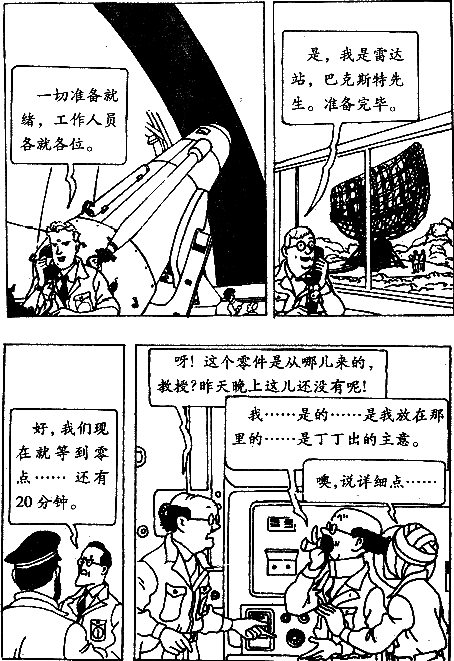 一切准备就
绪，工作人员
各就各位。
是，我是雷达
站，巴克斯特先
生。准备完毕。
好，我们现
在就等到零
点…… 还有
20分钟。
呀！这个零件是从哪儿来的，
教授？昨天晚上这儿还没有呢！
我……是的……是我放在那
里的……是丁丁出的主意。
噢，说详细点……